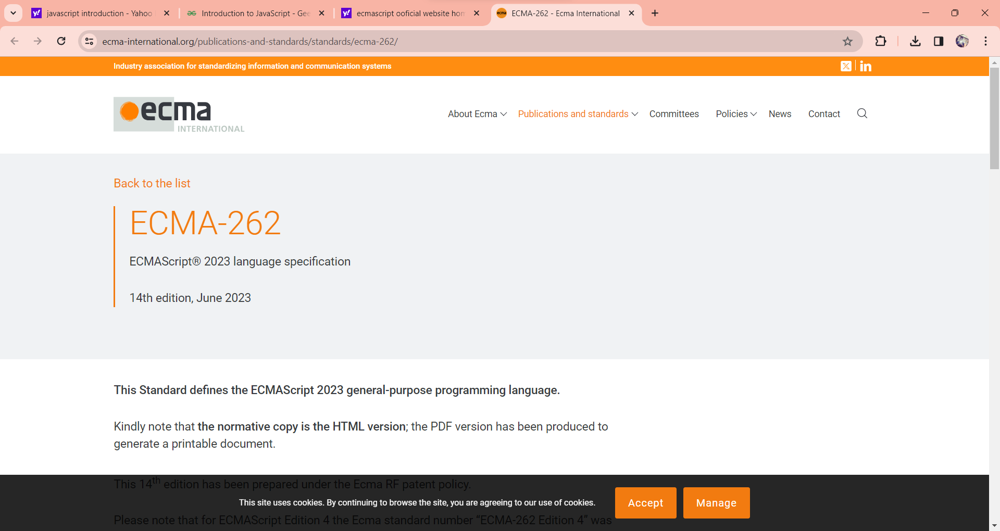 javascript introduction - Yahoo
Introduction to JavaScript - Gee
ecmascript ooficial website hom
ecma
ECMA-262 - Ecma International
ecma-international.org/publications-and-standards/standards/ecma-262/
Industry association for standardizing information and communication systems
ecma
INTERNATIONAL
About Ecma
Publications and standards
Committees
Policies
News
Contact
Back to the list
ECMA-262
ECMAScript® 2023 language specification
14th edition, June 2023
This Standard defines the ECMAScript 2023 general-purpose programming language.
Kindly note that the normative copy is the HTML version; the PDF version has been produced to
generate a printable document.
This 14th edition has been prepared under the Ecma RF patent policy.
This site uses cookies. By continuing to browse the site, you are agreeing to our use of cookies.
Accept
Manage
Please note that for ECMAScript Edition 4 the Ecma standard number “ECMA-262 Edition 4” was